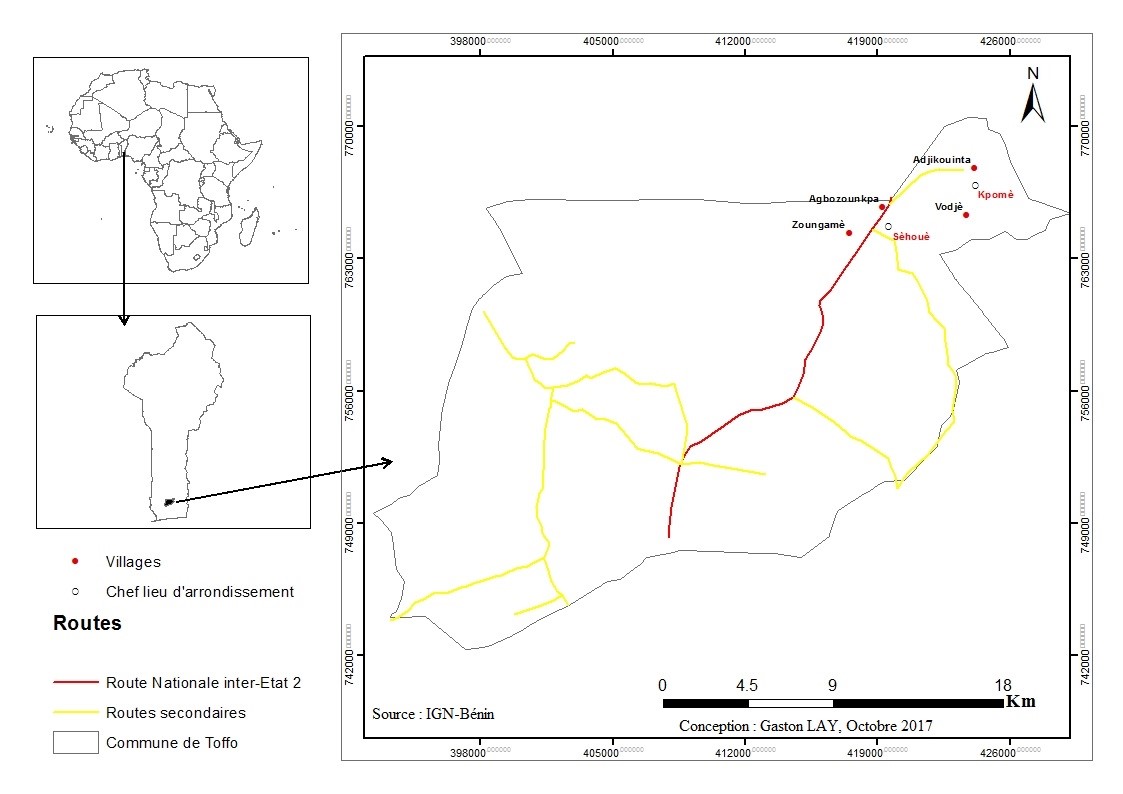 398000 405000 412000 419000 426000
N
770000 770000
Adjikouinta
Kpomè
Agbozounkpa
Vodjè
Zoungamè
Sèhouè
763000 763000
756000 756000
749000 749000
742000 742000
Villages
Chef lieu d'arrondissement
Routes
Route Nationale inter-Etat 2
Routes secondaires
Commune de Toffo
0 4.5 9 18
Km
Source : IGN-Bénin
Conception : Gaston LAY, Octobre 2017
398000 405000 412000 419000 426000